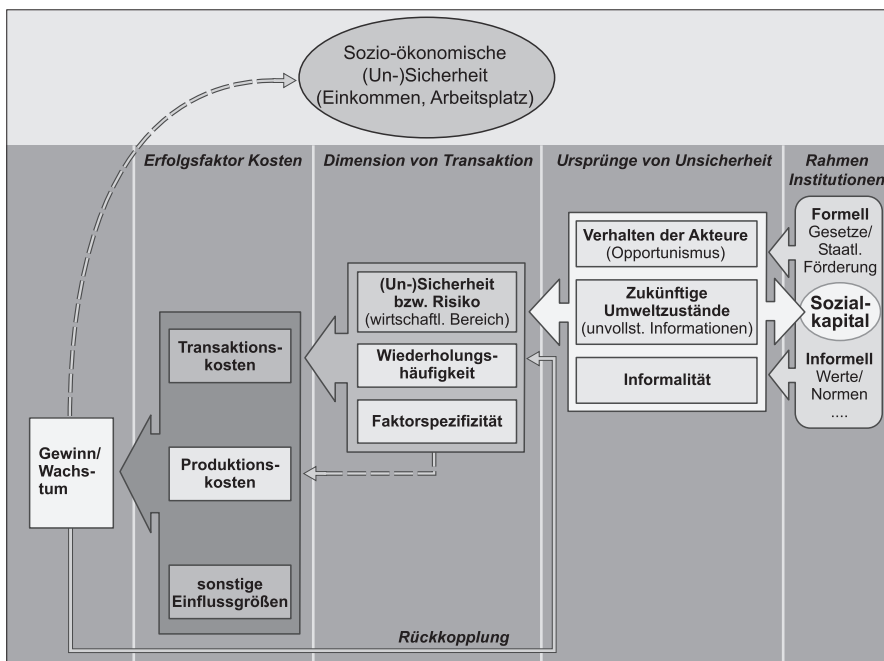 Sozio-ökonomische
(Un-)Sicherheit
(Einkommen, Arbeitsplatz)
Erfolgsfaktor Kosten
Dimension von Transaktion
Ursprünge von Unsicherheit
Rahmen
Institutionen
Gewinn/
Wachs-
tum
Transaktions-
kosten
Produktions-
kosten
sonstige
Einflussgrößen
(Un-)Sicherheit
bzw. Risiko
(wirtschaftl. Bereich)
Wiederholungs-
häufigkeit
Faktorspezifizität
Verhalten der Akteure
(Opportunismus)
Zukünftige
Umweltzustände
(unvollst. Informationen)
Informalität
Formell
Gesetze/
Staatl.
Förderung
Sozial-
kapital
Informell
Werte/
Normen
....
Rückkopplung